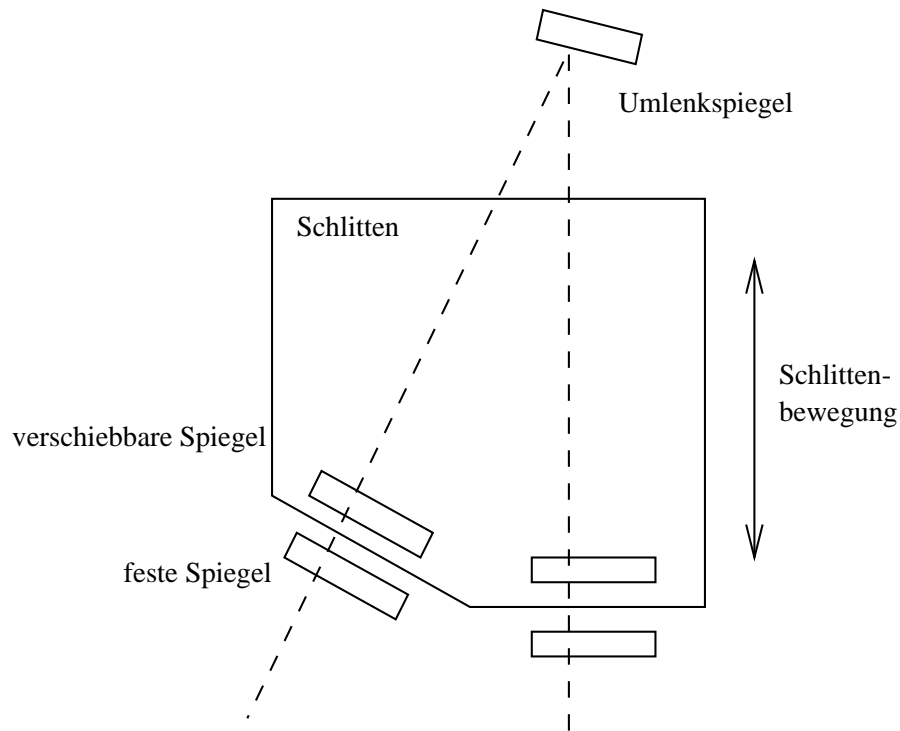 Umlenkspiegel
Schlitten
Schlitten-
bewegung
verschiebbare Spiegel
feste Spiegel